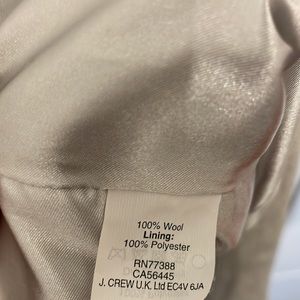 100% Wool
Lining:
100% Polyester
RN77388
CA56445
J. CREW U.K. Ltd EC4V 6JA